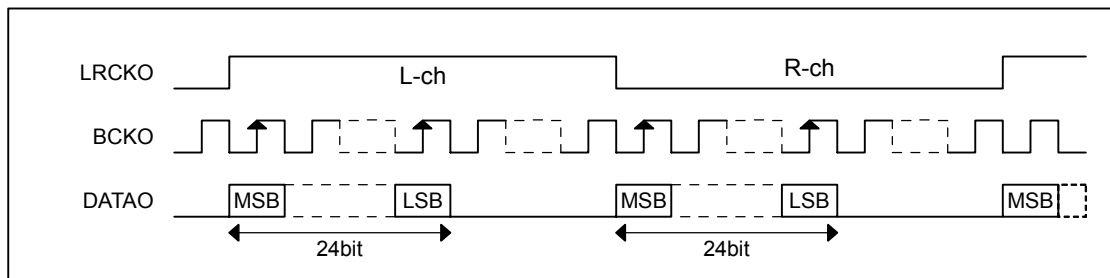 LRCKO
L-ch
R-ch
BCKO
DATAO
MSB
LSB
MSB
LSB
MSB
24bit
24bit